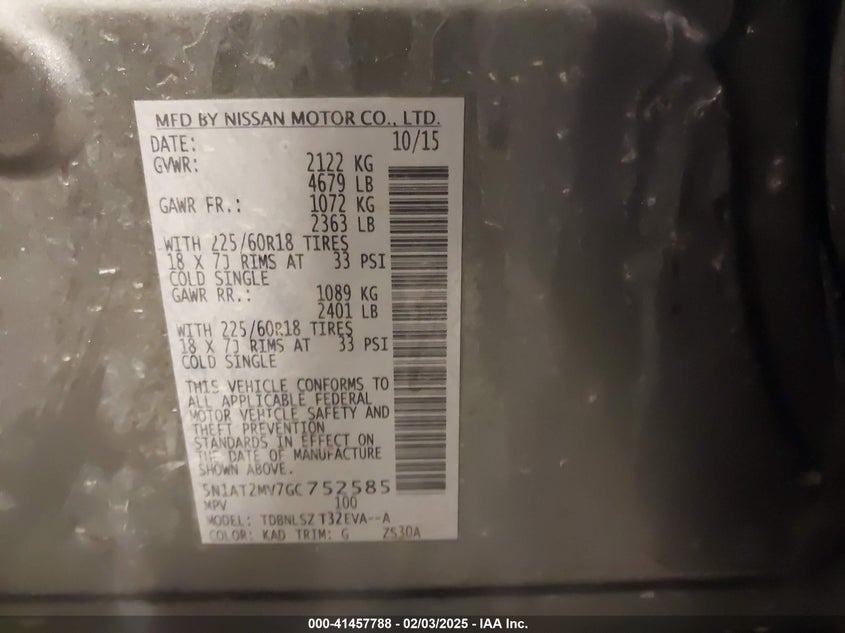 MFD BY NISSAN MOTOR CO., LTD.
DATE: 10/15
GVWR: 2122 KG
4679 LB
GAWR FR.: 1072 KG
2363 LB
WITH 225/60R18 TIRES
18 X 7J RIMS AT 33 PSI
COLD SINGLE
GAWR RR.: 1089 KG
2401 LB
WITH 225/60R18 TIRES
18 X 7J RIMS AT 33 PSI
COLD SINGLE
THIS VEHICLE CONFORMS TO
ALL APPLICABLE FEDERAL
MOTOR VEHICLE SAFETY AND
THEFT PREVENTION
STANDARDS IN EFFECT ON
THE DATE OF MANUFACTURE
SHOWN ABOVE.
5N1AT2MV7GC752585
MPV 100
MODEL: TDBNLSZ T32EVA--A
COLOR: KAD TRIM: G ZS30A
000-41457788 - 02/03/2025 - IAA Inc.